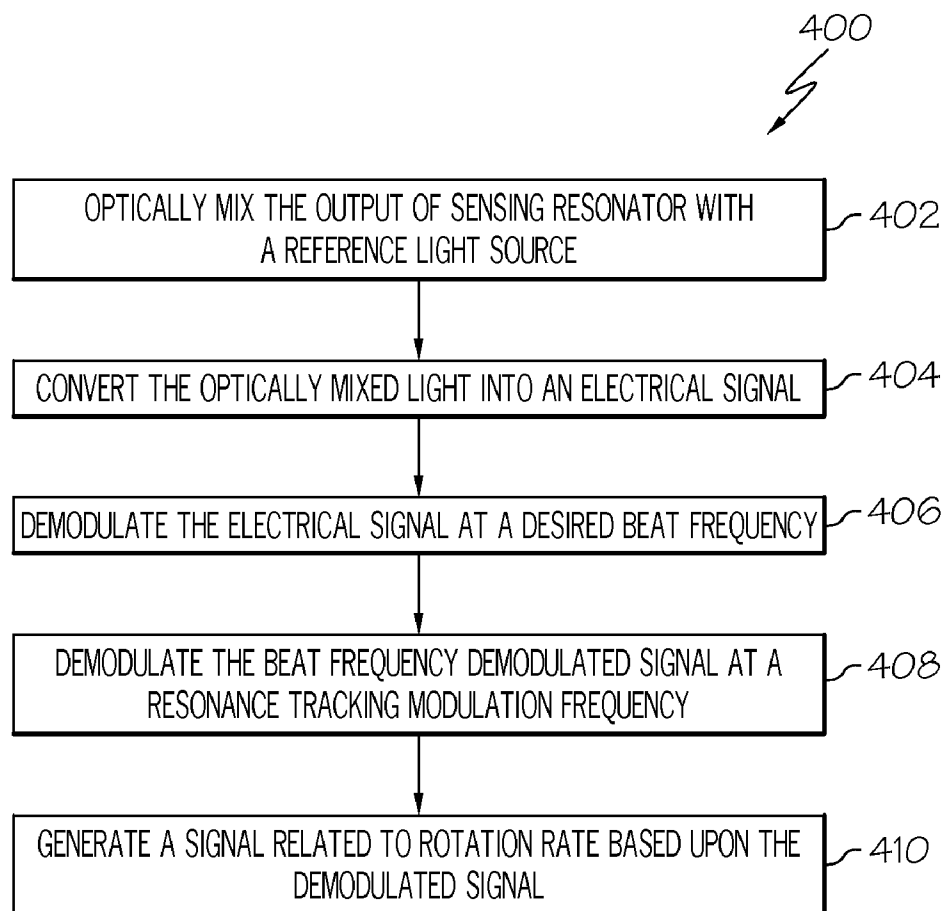 400
OPTICALLY MIX THE OUTPUT OF SENSING RESONATOR WITH
A REFERENCE LIGHT SOURCE
402
CONVERT THE OPTICALLY MIXED LIGHT INTO AN ELECTRICAL SIGNAL
404
DEMODULATE THE ELECTRICAL SIGNAL AT A DESIRED BEAT FREQUENCY
406
DEMODULATE THE BEAT FREQUENCY DEMODULATED SIGNAL AT A
RESONANCE TRACKING MODULATION FREQUENCY
408
GENERATE A SIGNAL RELATED TO ROTATION RATE BASED UPON THE
DEMODULATED SIGNAL
410